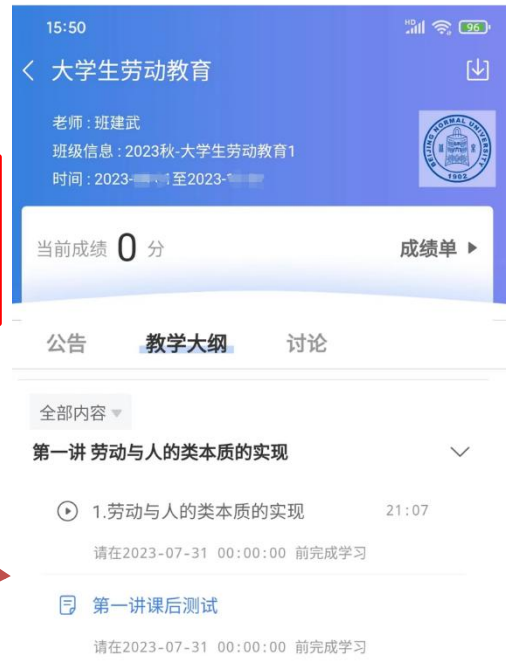 15:50
HD 96
大学生劳动教育
老师:班建武
班级信息:2023秋-大学生劳动教育1
时间:2023- 至2023-
BEIJING NORMAL UNIVERSITY
1902
当前成绩 0 分 成绩单
公告 教学大纲 讨论
全部内容
第一讲 劳动与人的类本质的实现
1.劳动与人的类本质的实现 21:07
请在2023-07-31 00:00:00 前完成学习
第一讲课后测试
请在2023-07-31 00:00:00 前完成学习